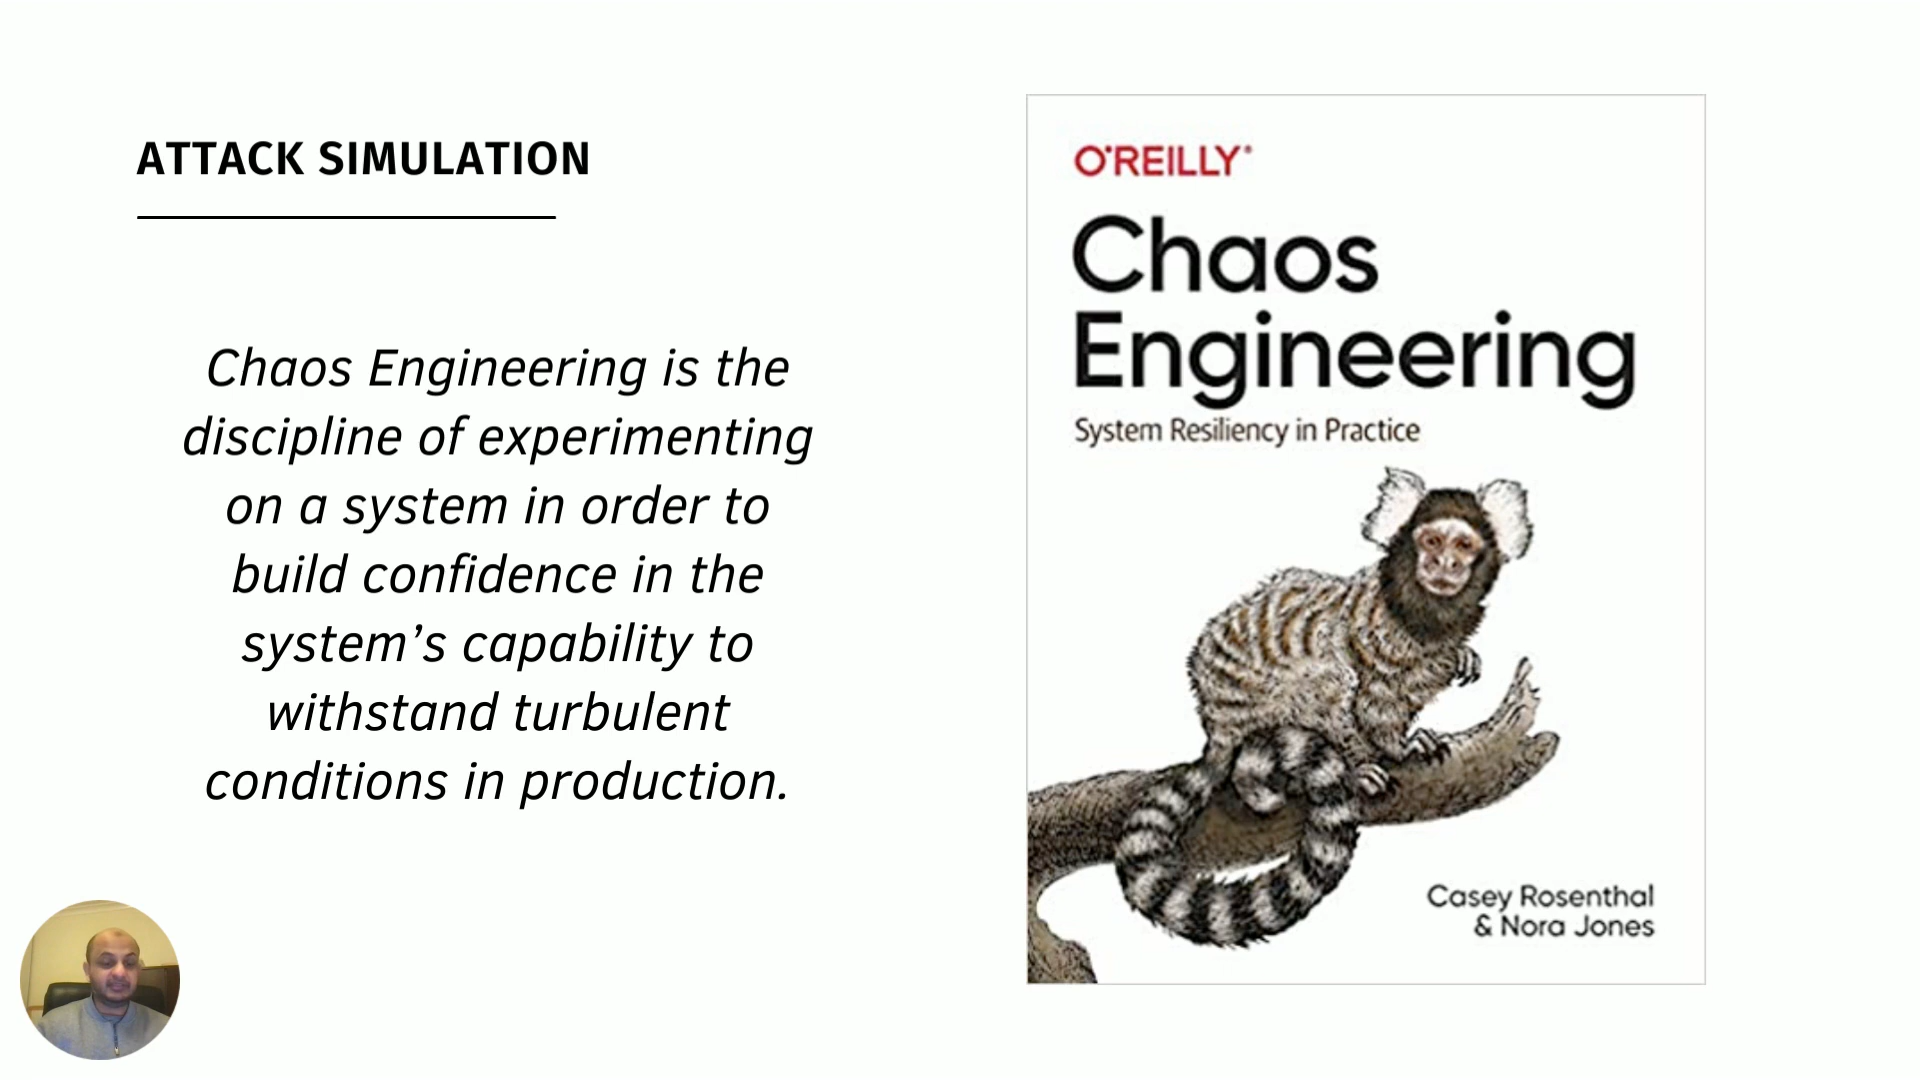 ATTACK SIMULATION
Chaos Engineering is the
discipline of experimenting
on a system in order to
build confidence in the
system’s capability to
withstand turbulent
conditions in production.
O'REILLY®
Chaos
Engineering
System Resiliency in Practice
Casey Rosenthal
& Nora Jones